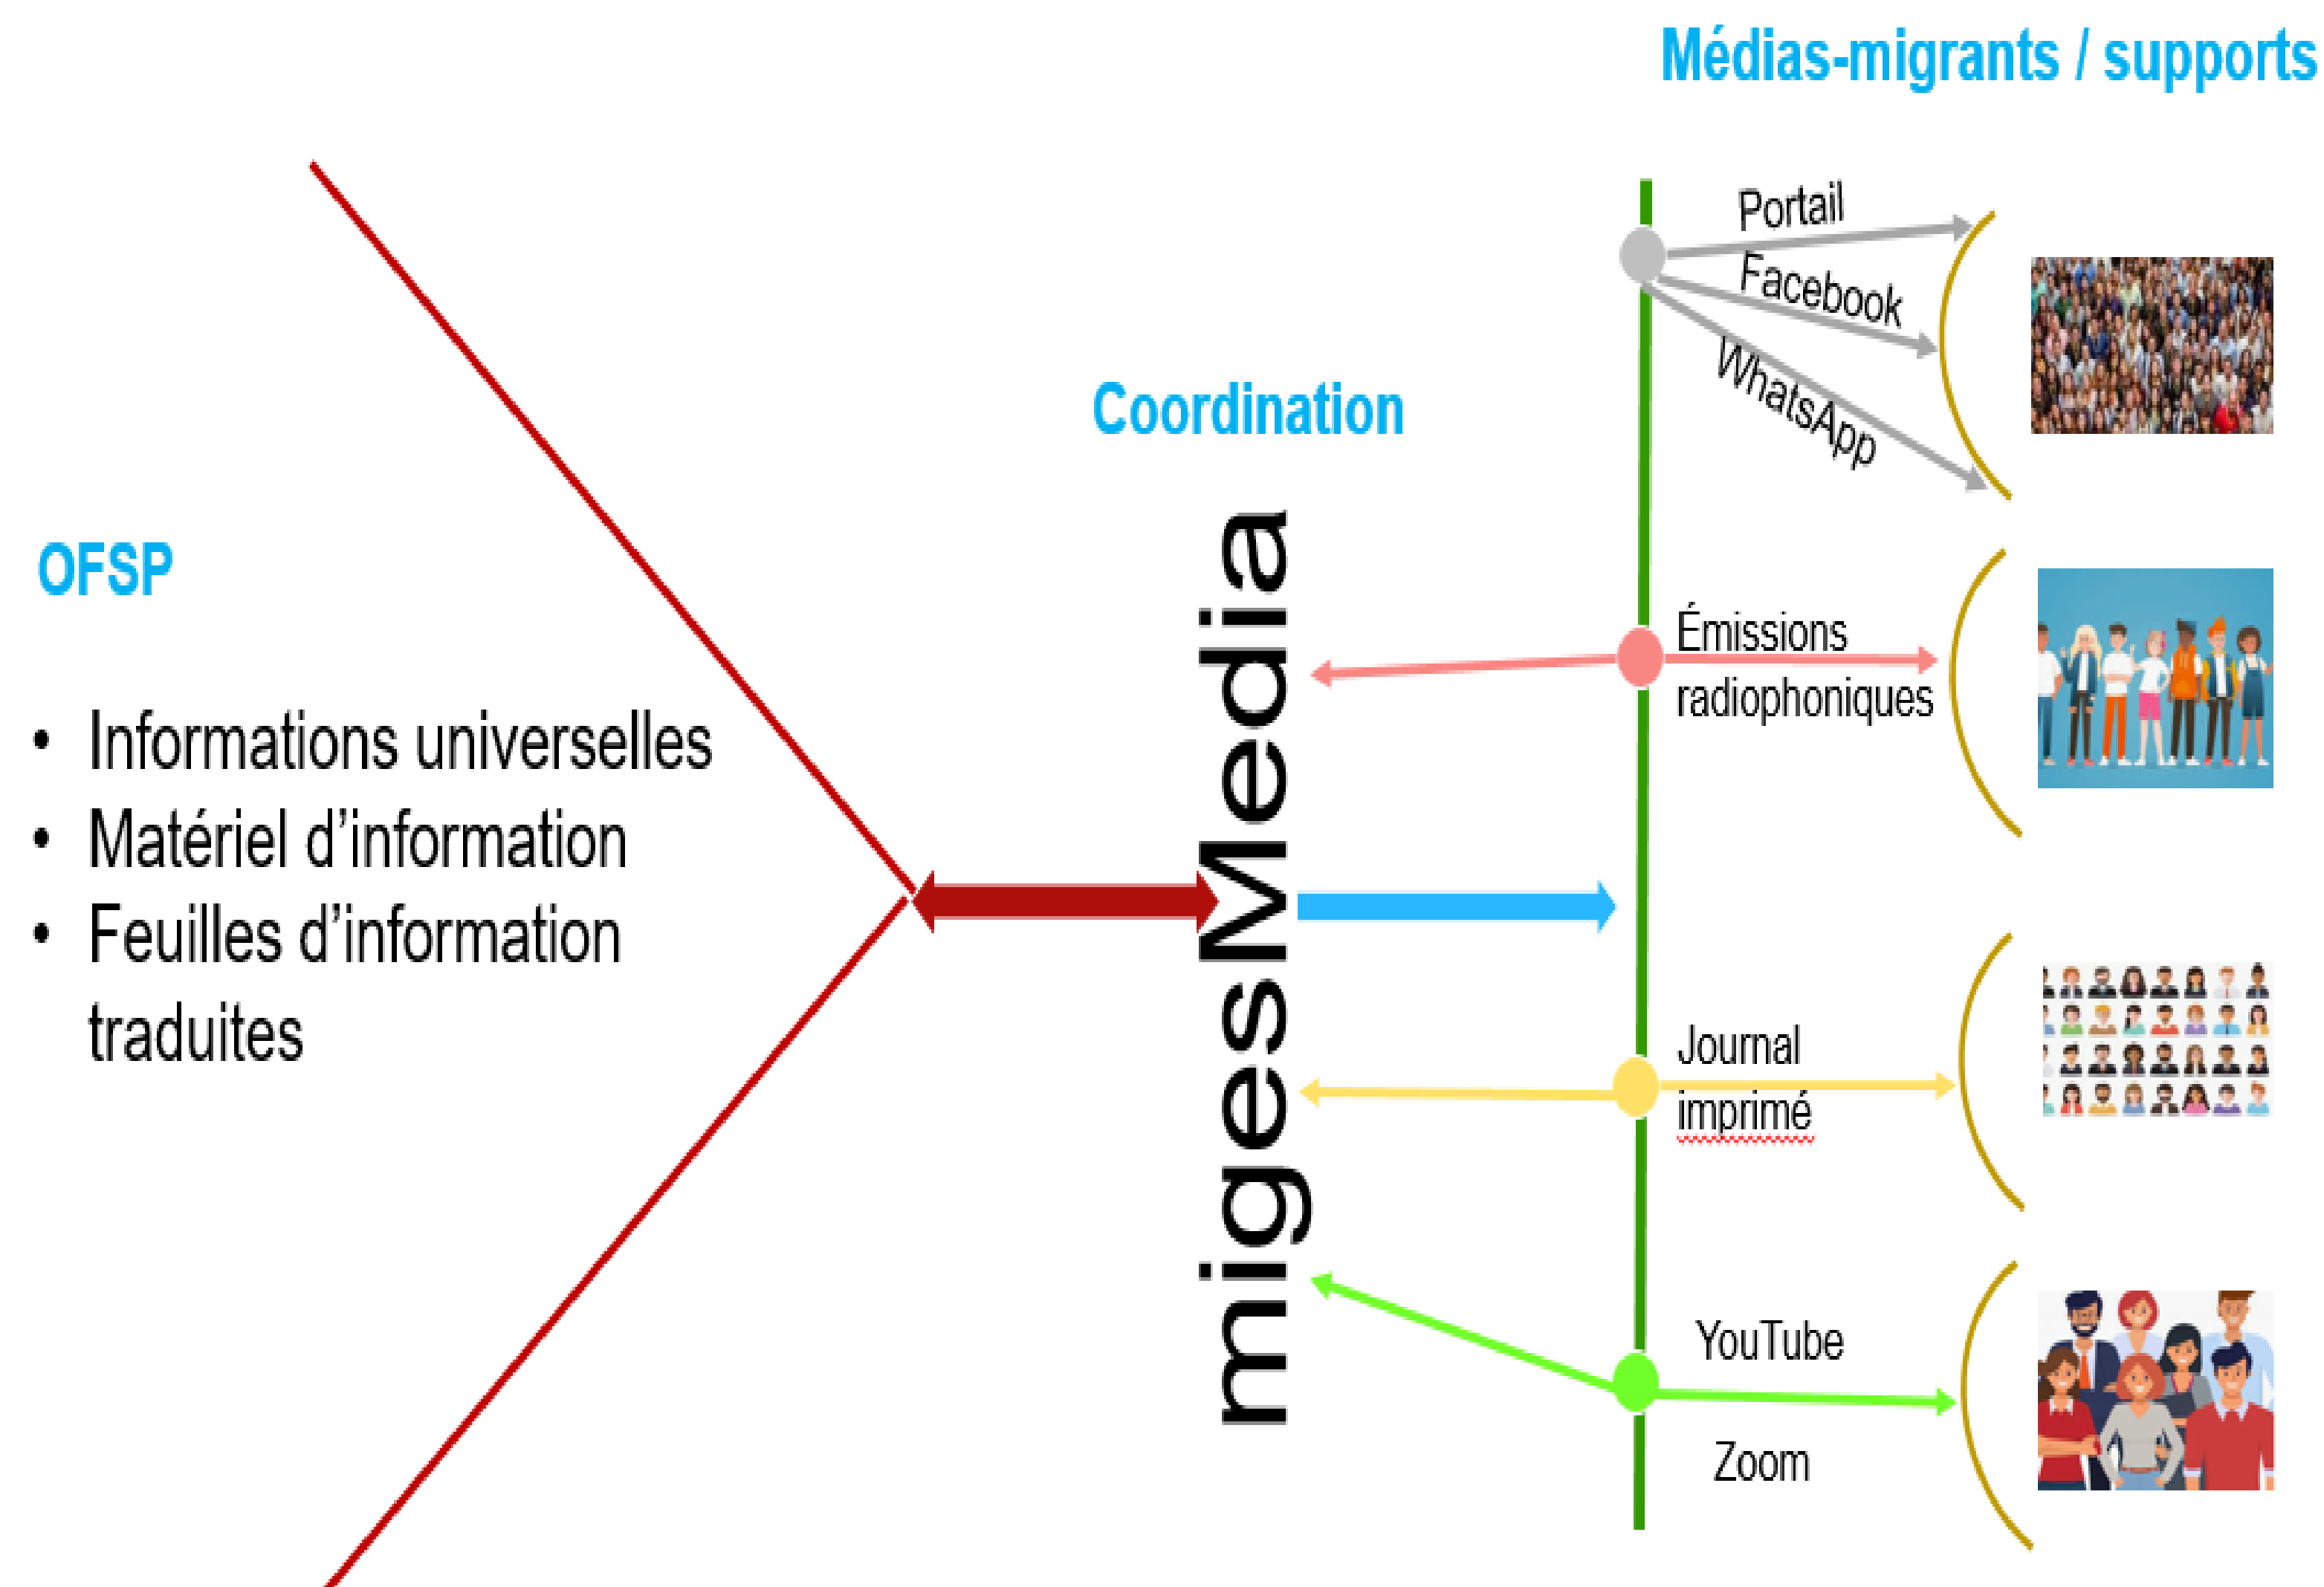 Médias-migrants / supports
Portail
Facebook
WhatsApp
Coordination
OFSP
• Informations universelles
• Matériel d’information
• Feuilles d’information
traduites
migesMedia
Émissions
radiophoniques
Journal
imprimé
YouTube
Zoom